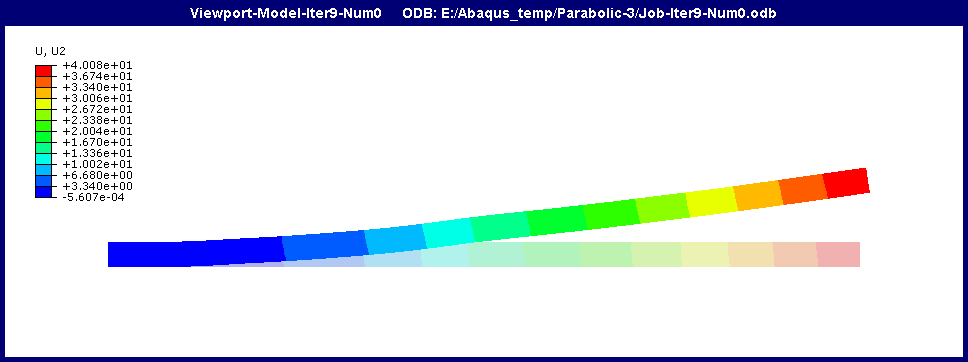 Viewport-Model-Iter9-Num0 ODB: E:/Abaqus_temp/Parabolic-3/Job-Iter9-Num0.odb
U, U2
+4.008e+01
+3.674e+01
+3.340e+01
+3.006e+01
+2.672e+01
+2.338e+01
+2.004e+01
+1.670e+01
+1.336e+01
+1.002e+01
+6.680e+00
+3.340e+00
-5.607e-04